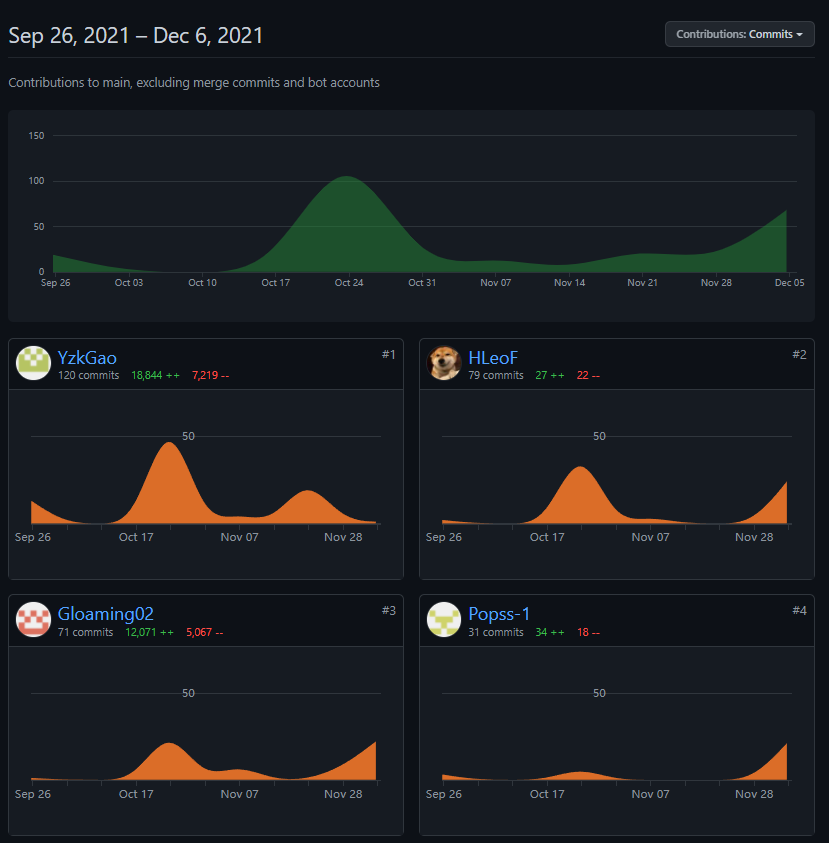 Sep 26, 2021 – Dec 6, 2021
Contributions: Commits
Contributions to main, excluding merge commits and bot accounts
150
100
50
0
Sep 26 Oct 03 Oct 10 Oct 17 Oct 24 Oct 31 Nov 07 Nov 14 Nov 21 Nov 28 Dec 05
YzkGao #1
120 commits 18,844 ++ 7,219 --
50
Sep 26 Oct 17 Nov 07 Nov 28
HLeoF #2
79 commits 27 ++ 22 --
50
Sep 26 Oct 17 Nov 07 Nov 28
Gloaming02 #3
71 commits 12,071 ++ 5,067 --
50
Sep 26 Oct 17 Nov 07 Nov 28
Popss-1 #4
31 commits 34 ++ 18 --
50
Sep 26 Oct 17 Nov 07 Nov 28